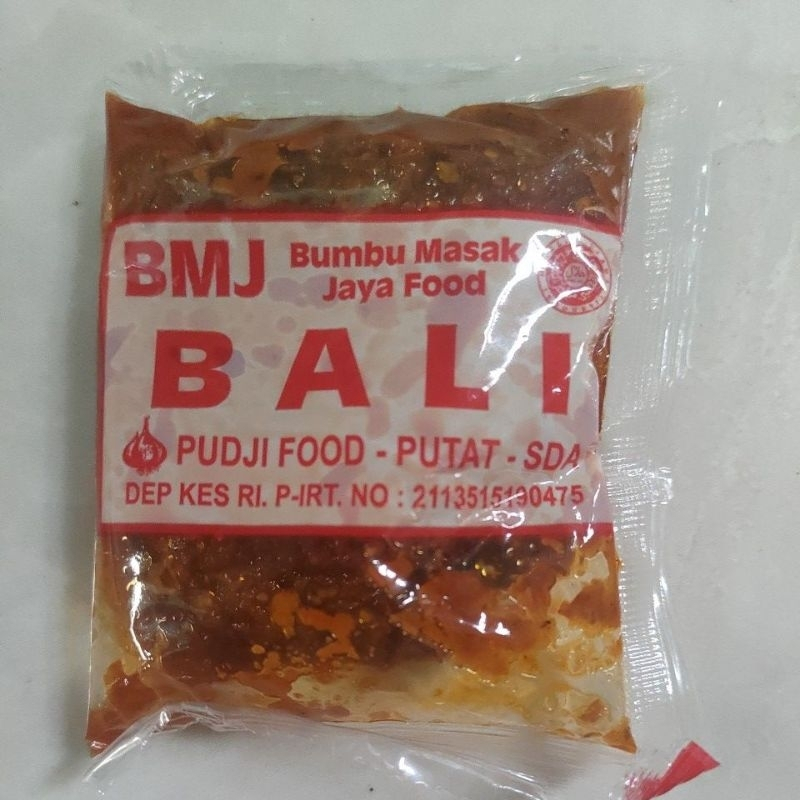 BMJ Bumbu Masak
Jaya Food
BALI
PUDJI FOOD - PUTAT - SDA
DEP KES RI. P-IRT. NO : 2113515190475